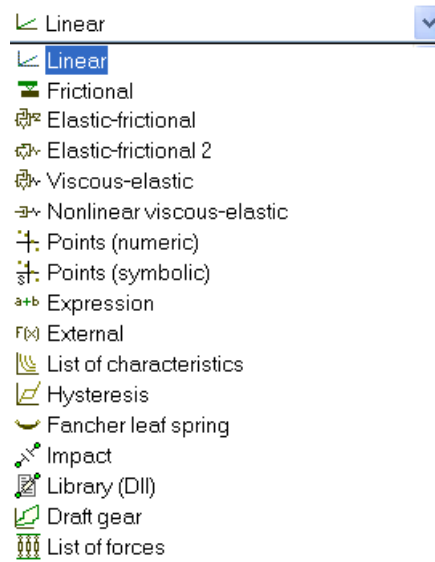 Linear
Linear
Frictional
Elastic-frictional
Elastic-frictional 2
Viscous-elastic
Nonlinear viscous-elastic
Points (numeric)
Points (symbolic)
a+b Expression
F(x) External
List of characteristics
Hysteresis
Fancher leaf spring
Impact
Library (Dll)
Draft gear
List of forces